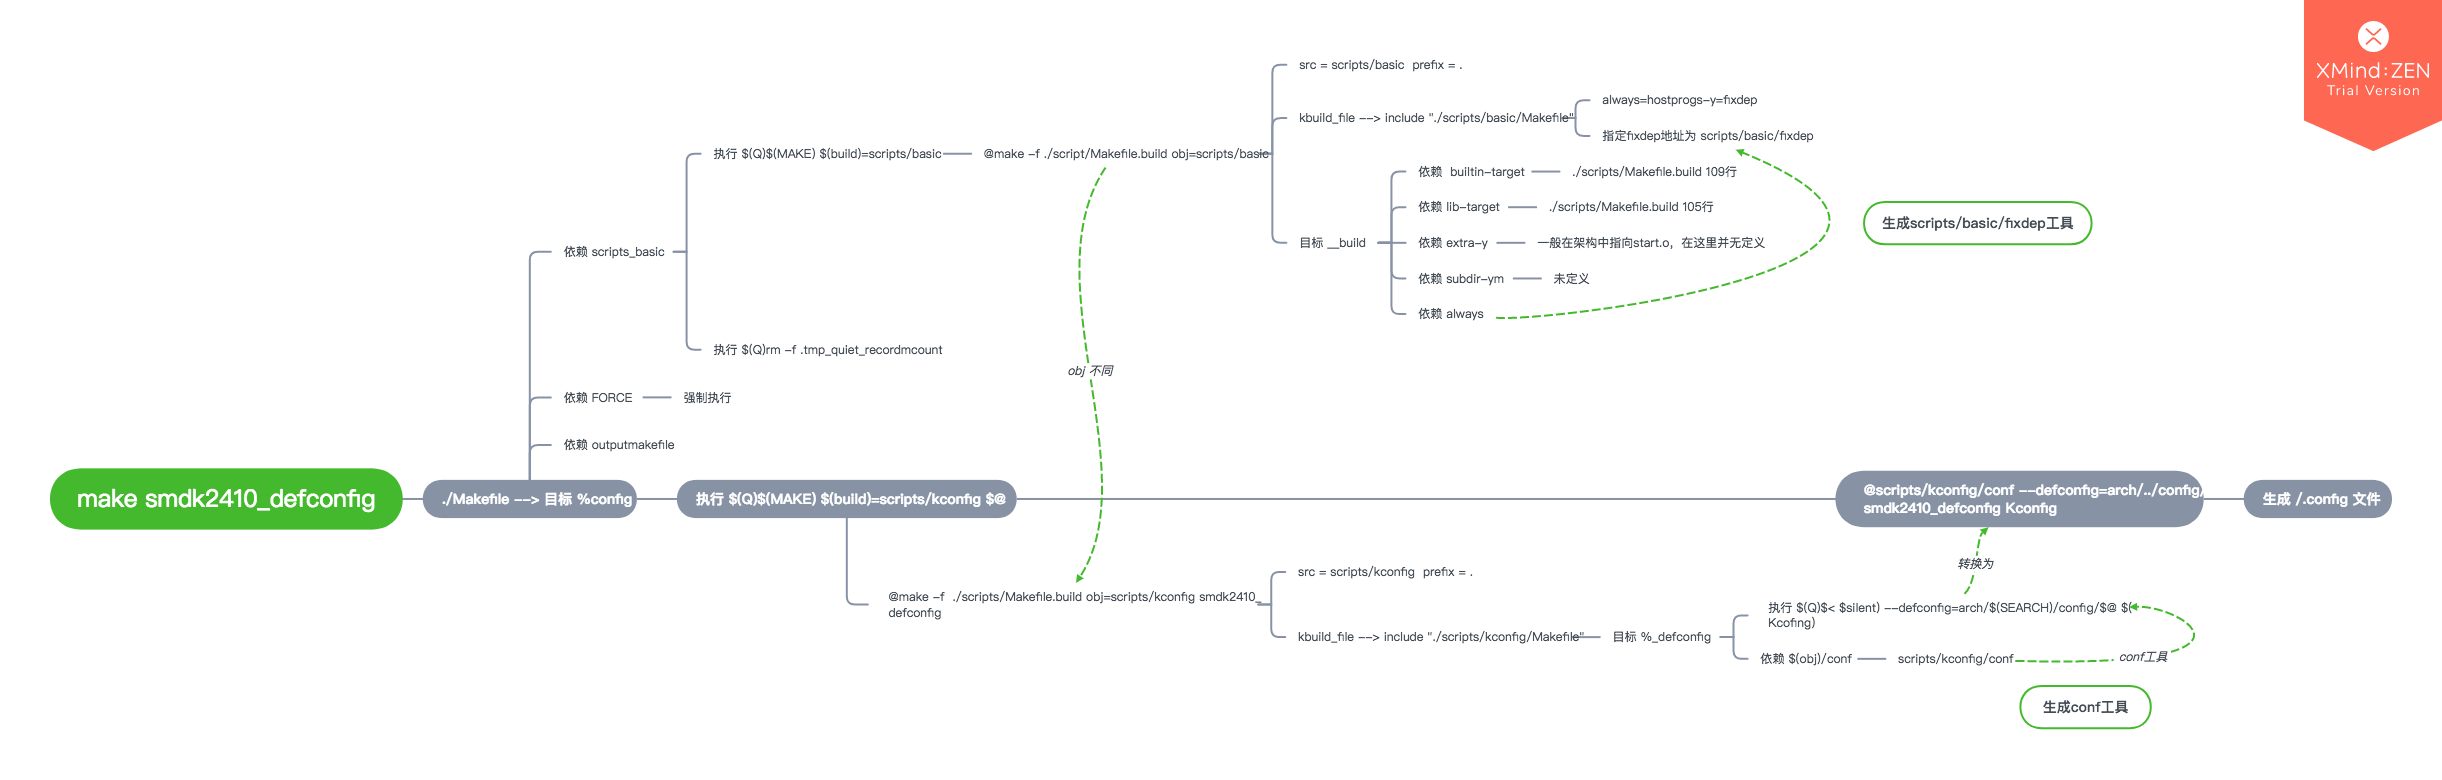 XMind:ZEN
Trial Version
src = scripts/basic  prefix = .
always=hostprogs-y=fixdep
kbuild_file --> include "./scripts/basic/Makefile"
指定fixdep地址为 scripts/basic/fixdep
执行 $(Q)$(MAKE) $(build)=scripts/basic
@make -f ./script/Makefile.build obj=scripts/basic
依赖  builtin-target
./scripts/Makefile.build 109行
依赖 lib-target
./scripts/Makefile.build 105行
生成scripts/basic/fixdep工具
目标 __build
依赖 extra-y
一般在架构中指向start.o，在这里并无定义
依赖 scripts_basic
依赖 subdir-ym
未定义
依赖 always
执行 $(Q)rm -f .tmp_quiet_recordmcount
obj 不同
依赖 FORCE
强制执行
依赖 outputmakefile
make smdk2410_defconfig
./Makefile --> 目标 %config
执行 $(Q)$(MAKE) $(build)=scripts/kconfig $@
@scripts/kconfig/conf --defconfig=arch/../config/
smdk2410_defconfig Kconfig
生成 /.config 文件
转换为
src = scripts/kconfig  prefix = .
@make -f  ./scripts/Makefile.build obj=scripts/kconfig smdk2410_
defconfig
执行 $(Q)$< $silent) --defconfig=arch/$(SEARCH)/config/$@ $(
Kcofing)
kbuild_file --> include "./scripts/kconfig/Makefile"
目标 %_defconfig
依赖 $(obj)/conf
scripts/kconfig/conf
conf工具
生成conf工具